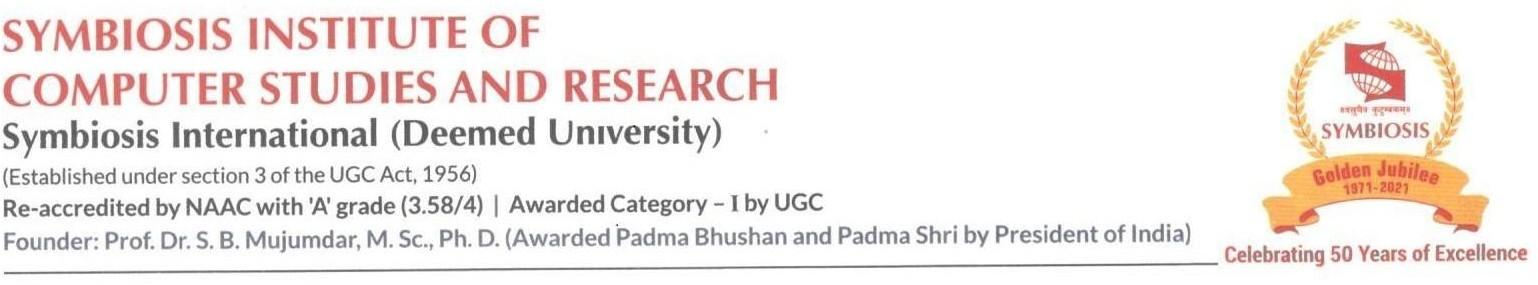 SYMBIOSIS INSTITUTE OF
COMPUTER STUDIES AND RESEARCH
Symbiosis International (Deemed University)
(Established under section 3 of the UGC Act, 1956)
Re-accredited by NAAC with 'A' grade (3.58/4) | Awarded Category – I by UGC
Founder: Prof. Dr. S. B. Mujumdar, M. Sc., Ph. D. (Awarded Padma Bhushan and Padma Shri by President of India)
॥वसुधैव कुटुम्बकम्॥
SYMBIOSIS
Golden Jubilee
1971-2021
Celebrating 50 Years of Excellence